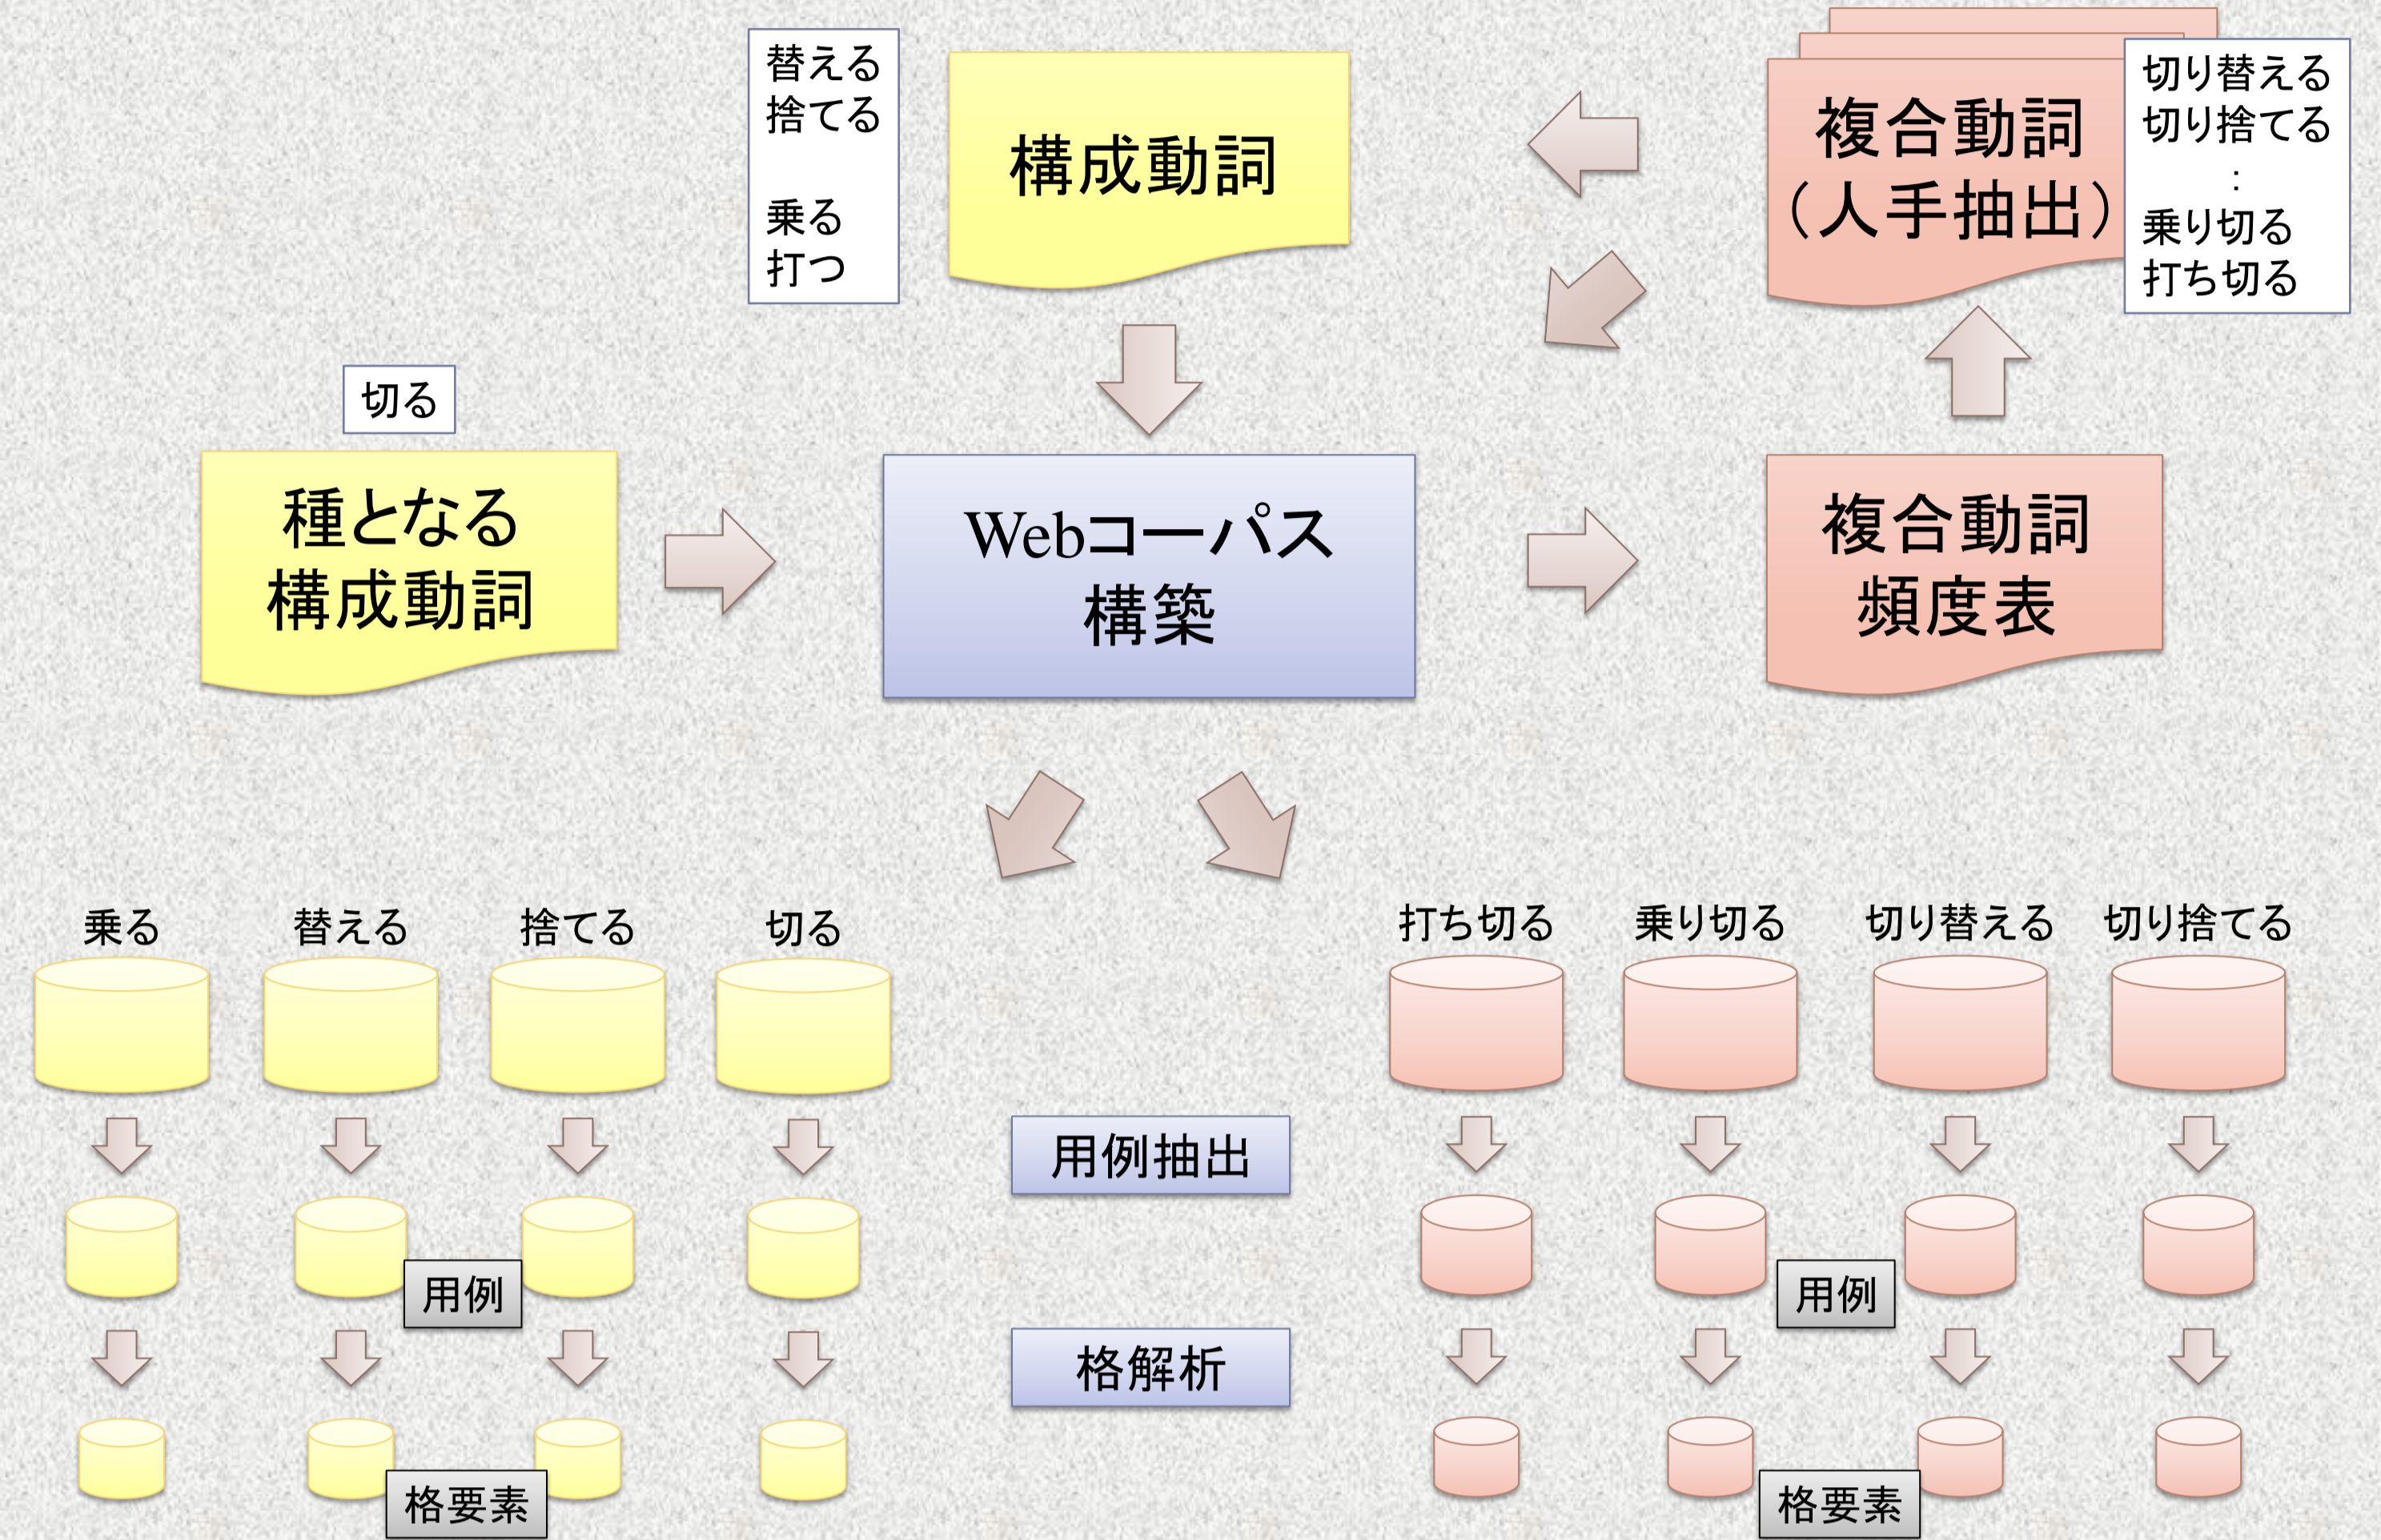 替える
捨てる
乗る
打つ
構成動詞
複合動詞
（人手抽出）
切り替える
切り捨てる
：
乗り切る
打ち切る
切る
種となる
構成動詞
Webコーパス
構築
複合動詞
頻度表
乗る
替える
捨てる
切る
打ち切る
乗り切る
切り替える
切り捨てる
用例抽出
用例
用例
格解析
格要素
格要素